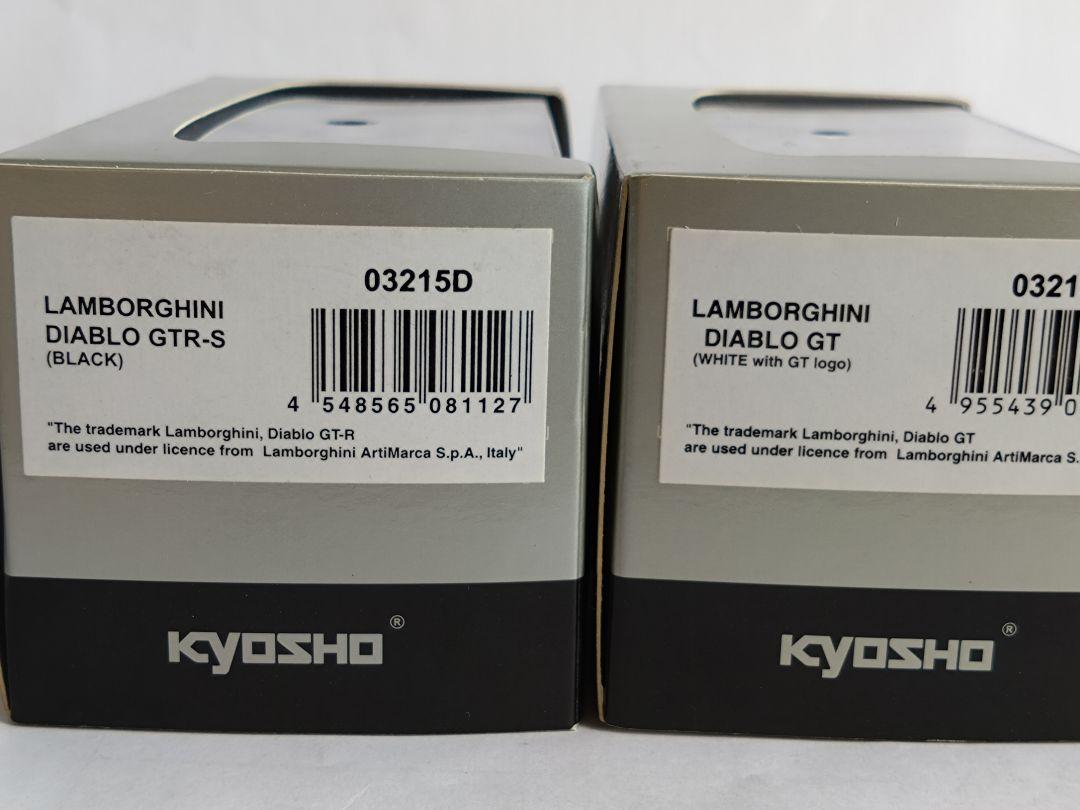 03215D
LAMBORGHINI
DIABLO GTR-S
(BLACK)
4 548565 081127
"The trademark Lamborghini, Diablo GT-R
are used under licence from Lamborghini ArtiMarca S.p.A., Italy"
KYOSHO®
0321
LAMBORGHINI
DIABLO GT
(WHITE with GT logo)
4 955439 0
"The trademark Lamborghini, Diablo GT
are used under licence from Lamborghini ArtiMarca S.
KYOSHO®